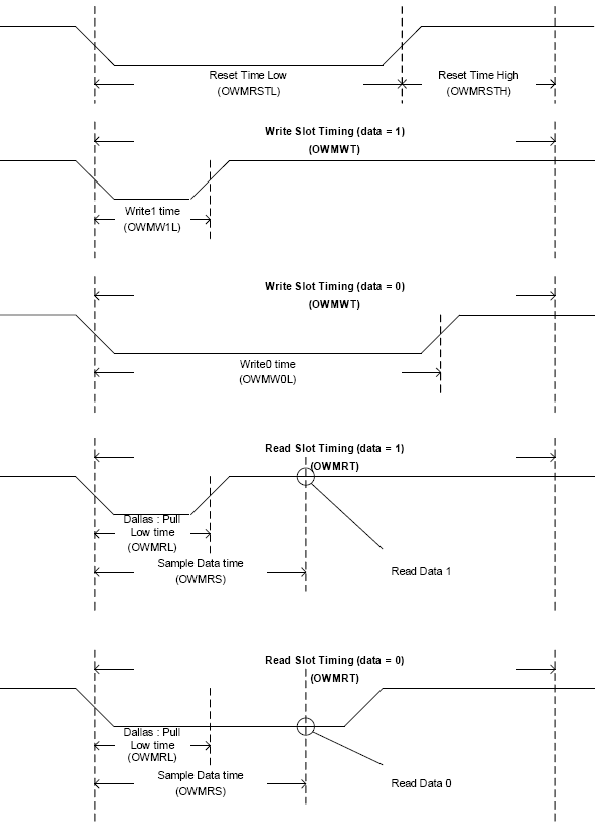 Reset Time Low
(OWMRSTL)
Reset Time High
(OWMRSTH)
Write Slot Timing (data = 1)
(OWMWT)
Write1 time
(OWMW1L)
Write Slot Timing (data = 0)
(OWMWT)
Write0 time
(OWMW0L)
Read Slot Timing (data = 1)
(OWMRT)
Dallas : Pull
Low time
(OWMRL)
Sample Data time
(OWMRS)
Read Data 1
Read Slot Timing (data = 0)
(OWMRT)
Dallas : Pull
Low time
(OWMRL)
Sample Data time
(OWMRS)
Read Data 0